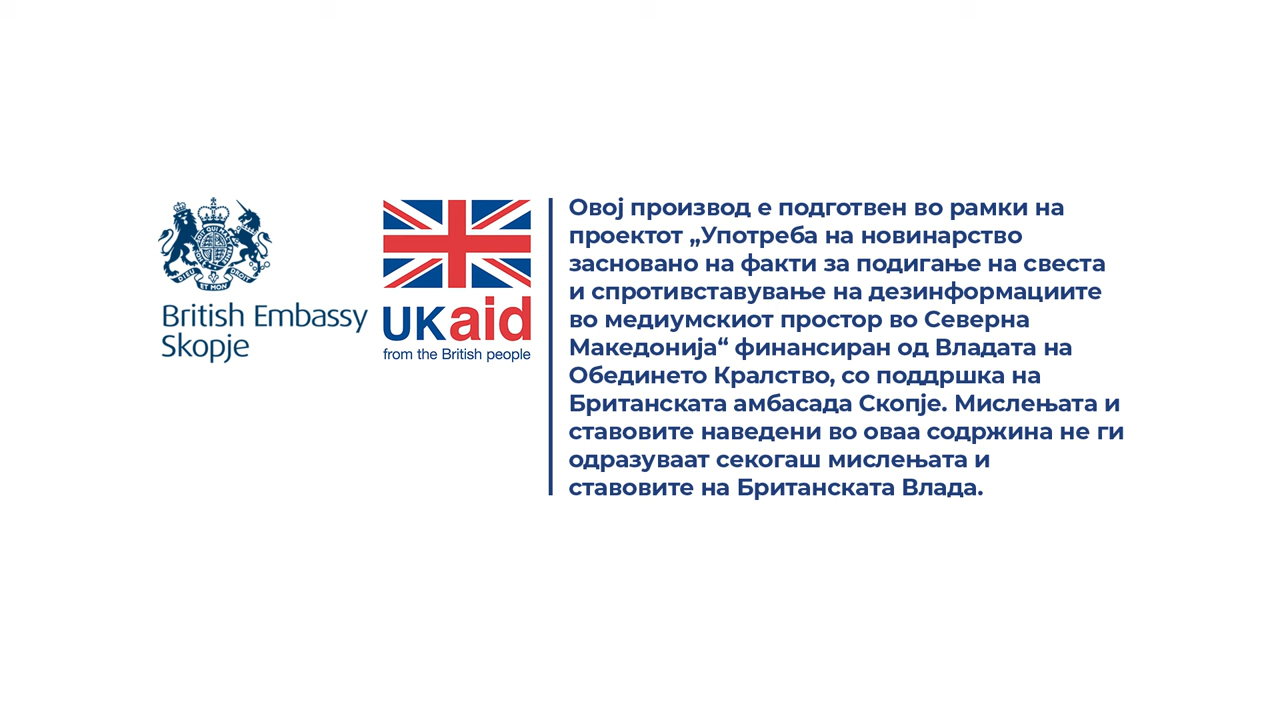 British Embassy
Skopje
UKaid
from the British people
Овој производ е подготвен во рамки на
проектот „Употреба на новинарство
засновано на факти за подигање на свеста
и спротивставување на дезинформациите
во медиумскиот простор во Северна
Македонија“ финансиран од Владата на
Обединето Кралство, со поддршка на
Британската амбасада Скопје. Мислењата и
ставовите наведени во оваа содржина не ги
одразуваат секогаш мислењата и
ставовите на Британската Влада.